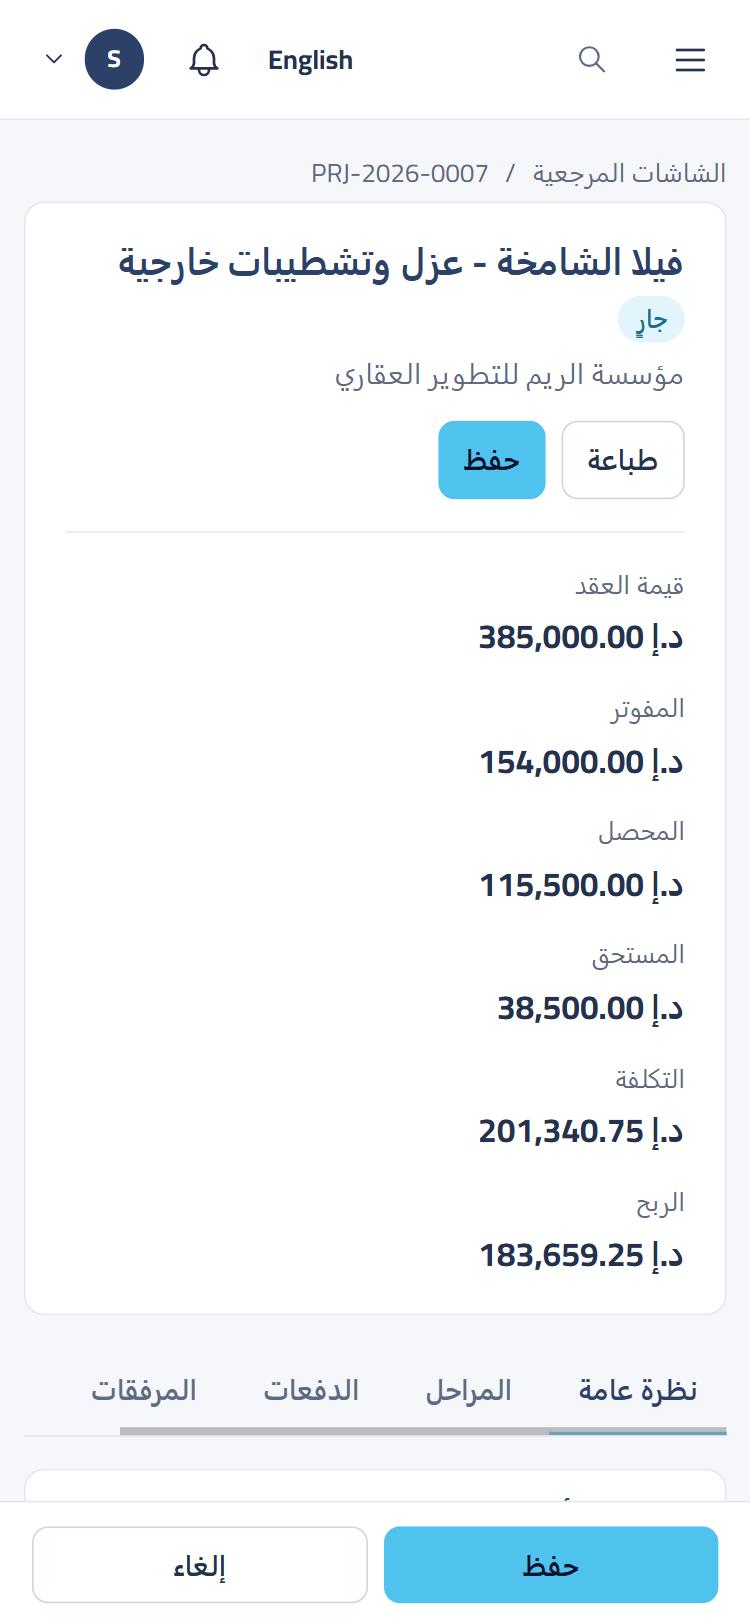 English S
الشاشات المرجعية / PRJ-2026-0007
فيلا الشامخة - عزل وتشطيبات خارجية
جارٍ
مؤسسة الريم للتطوير العقاري
طباعة حفظ
قيمة العقد
د.إ 385,000.00
المفوتر
د.إ 154,000.00
المحصل
د.إ 115,500.00
المستحق
د.إ 38,500.00
التكلفة
د.إ 201,340.75
الربح
د.إ 183,659.25
نظرة عامة المراحل الدفعات المرفقات
حفظ إلغاء